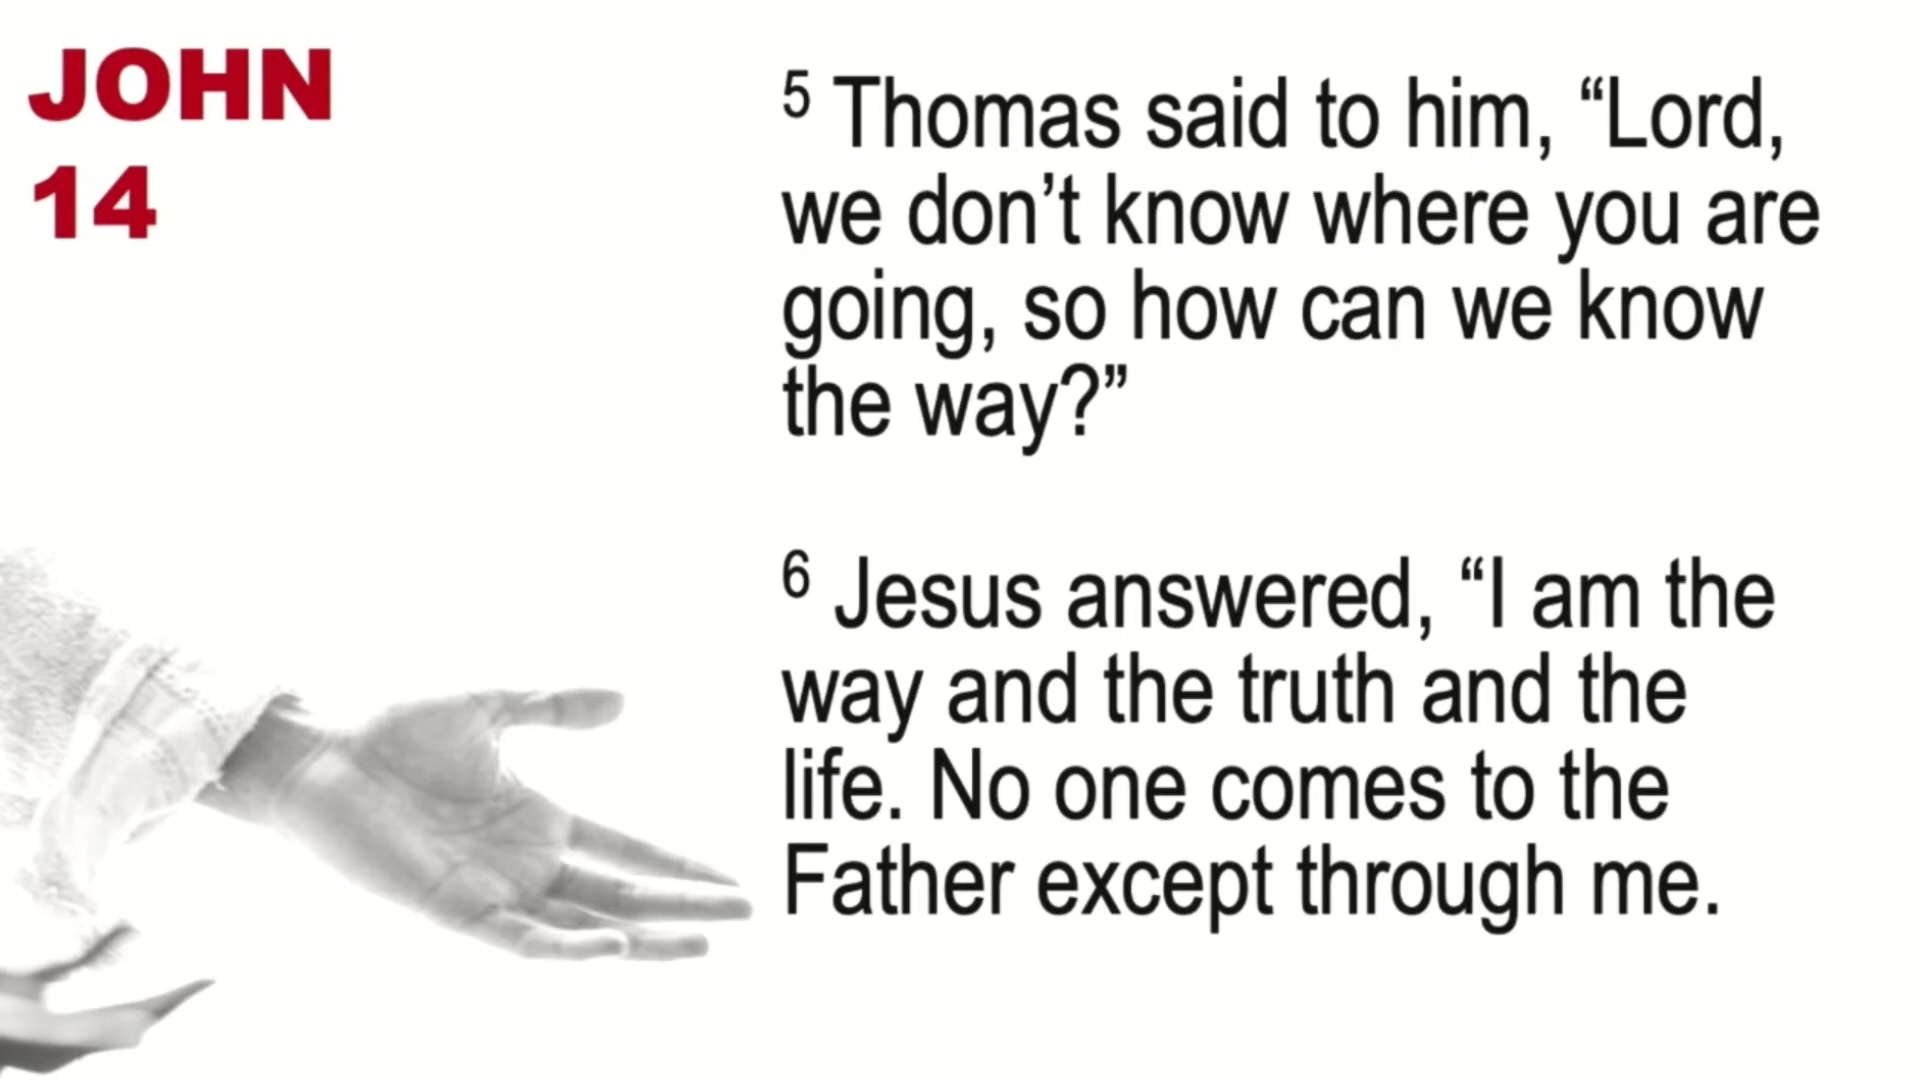 JOHN
14
5 Thomas said to him, “Lord,
we don’t know where you are
going, so how can we know
the way?”
6 Jesus answered, “I am the
way and the truth and the
life. No one comes to the
Father except through me.